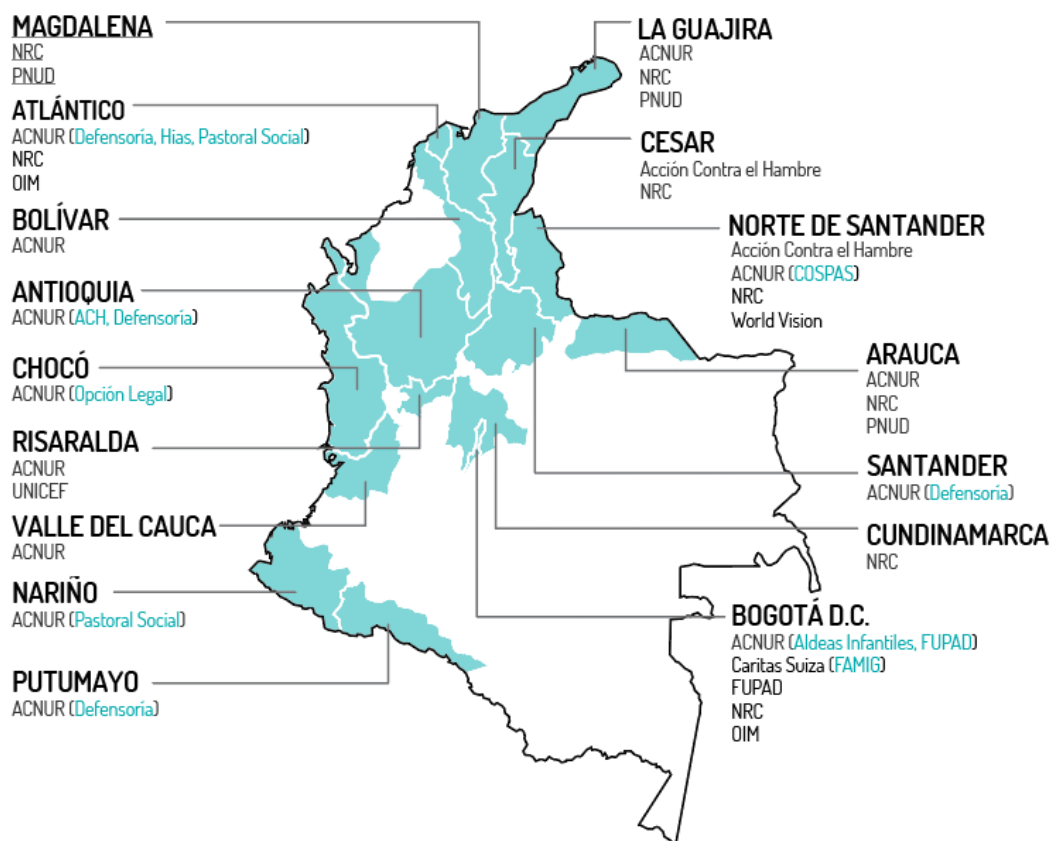 MAGDALENA
NRC
PNUD
ATLÁNTICO
ACNUR (Defensoría, Hias, Pastoral Social)
NRC
OIM
BOLÍVAR
ACNUR
ANTIOQUIA
ACNUR (ACH, Defensoría)
CHOCÓ
ACNUR (Opción Legal)
RISARALDA
ACNUR
UNICEF
VALLE DEL CAUCA
ACNUR
NARIÑO
ACNUR (Pastoral Social)
PUTUMAYO
ACNUR (Defensoría)
LA GUAJIRA
ACNUR
NRC
PNUD
CESAR
Acción Contra el Hambre
NRC
NORTE DE SANTANDER
Acción Contra el Hambre
ACNUR (COSPAS)
NRC
World Vision
ARAUCA
ACNUR
NRC
PNUD
SANTANDER
ACNUR (Defensoría)
CUNDINAMARCA
NRC
BOGOTÁ D.C.
ACNUR (Aldeas Infantiles, FUPAD)
Caritas Suiza (FAMIG)
FUPAD
NRC
OIM